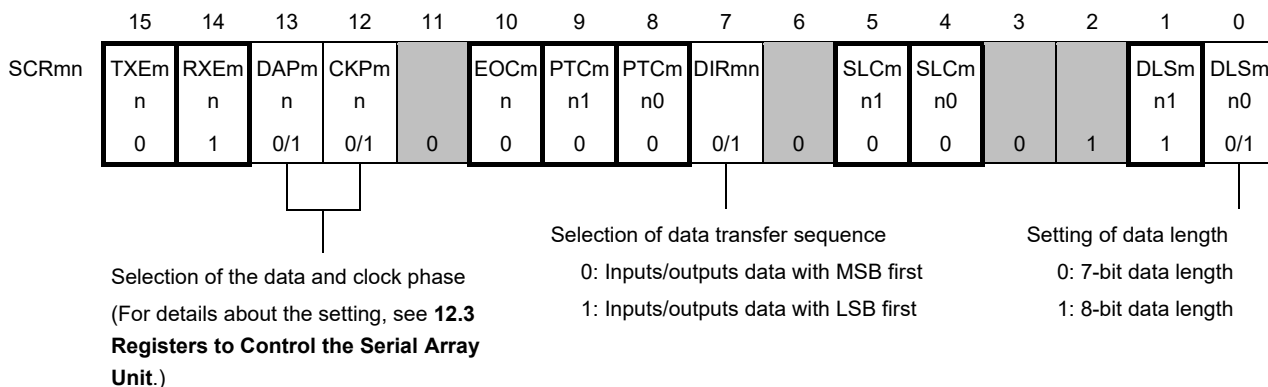 15 14 13 12 11 10 9 8 7 6 5 4 3 2 1 0
SCRmn TXEm RXEm DAPm CKPm EOCm PTCm PTCm DIRmn SLCm SLCm DLSm DLSm
n n n n n n1 n0 n1 n0 n1 n0
0 1 0/1 0/1 0 0 0 0 0/1 0 0 0 0 1 1 0/1
Selection of the data and clock phase
(For details about the setting, see 12.3
Registers to Control the Serial Array
Unit.)
Selection of data transfer sequence
0: Inputs/outputs data with MSB first
1: Inputs/outputs data with LSB first
Setting of data length
0: 7-bit data length
1: 8-bit data length